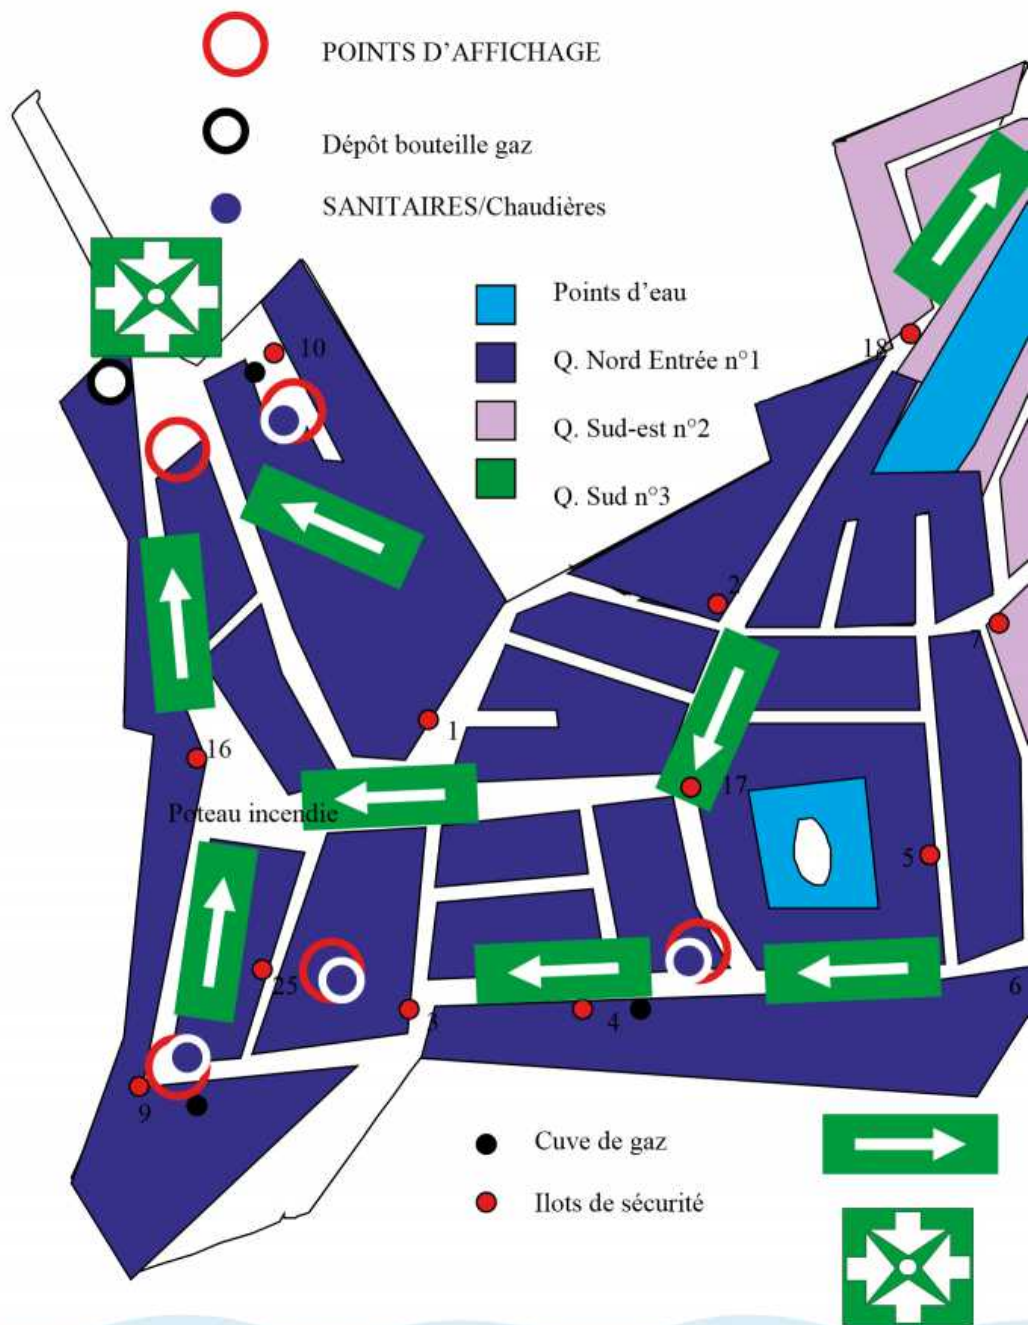 POINTS D'AFFICHAGE
Dépôt bouteille gaz
SANITAIRES/Chaudières
Points d'eau
Q. Nord Entrée n°1
Q. Sud-est n°2
Q. Sud n°3
10
18
2
7
1
16
17
Poteau incendie
5
25
3
4
6
9
Cuve de gaz
Ilots de sécurité